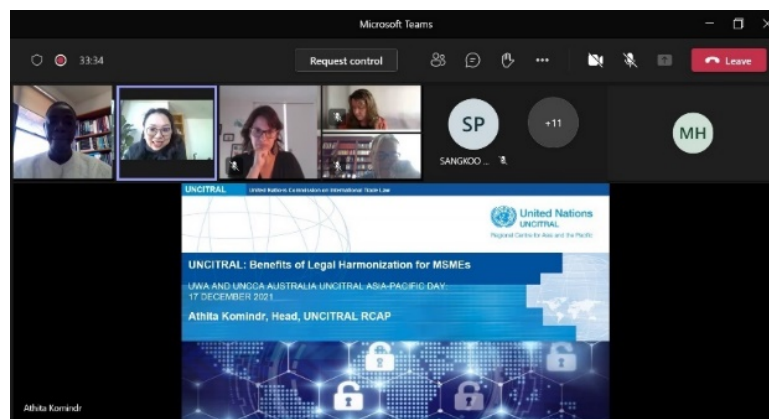 Microsoft Teams
33:34
Request control
Leave
SP
SANGKOO ...
+11
MH
UNCITRAL
United Nations Commission on International Trade Law
United Nations
UNCITRAL
Regional Centre for Asia and the Pacific
UNCITRAL: Benefits of Legal Harmonization for MSMEs
UWA AND UNCCA AUSTRALIA UNCITRAL ASIA-PACIFIC DAY:
17 DECEMBER 2021
Athita Komindr, Head, UNCITRAL RCAP
Athita Komindr